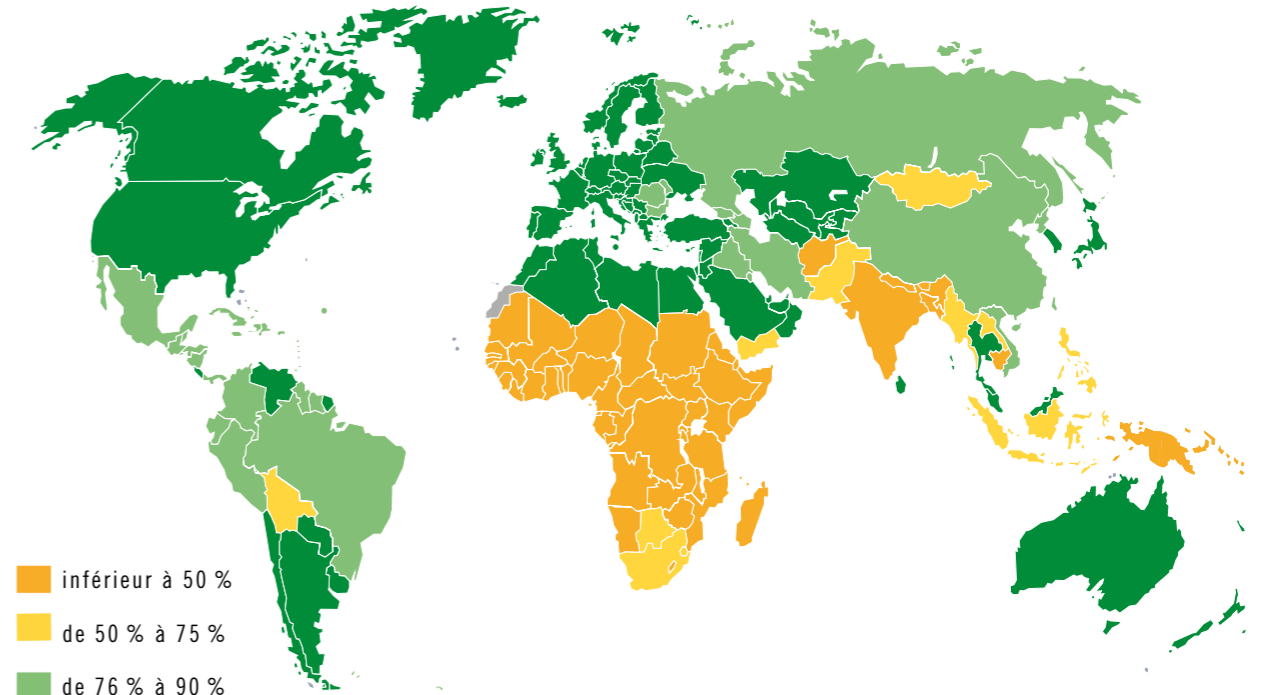 inférieur à 50 %
de 50 % à 75 %
de 76 % à 90 %